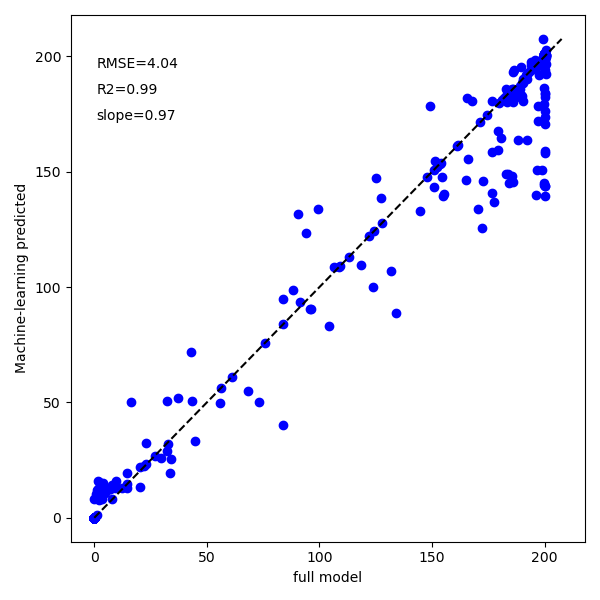 RMSE=4.04
R2=0.99
slope=0.97
Machine-learning predicted
200
150
100
50
0
0 50 100 150 200
full model